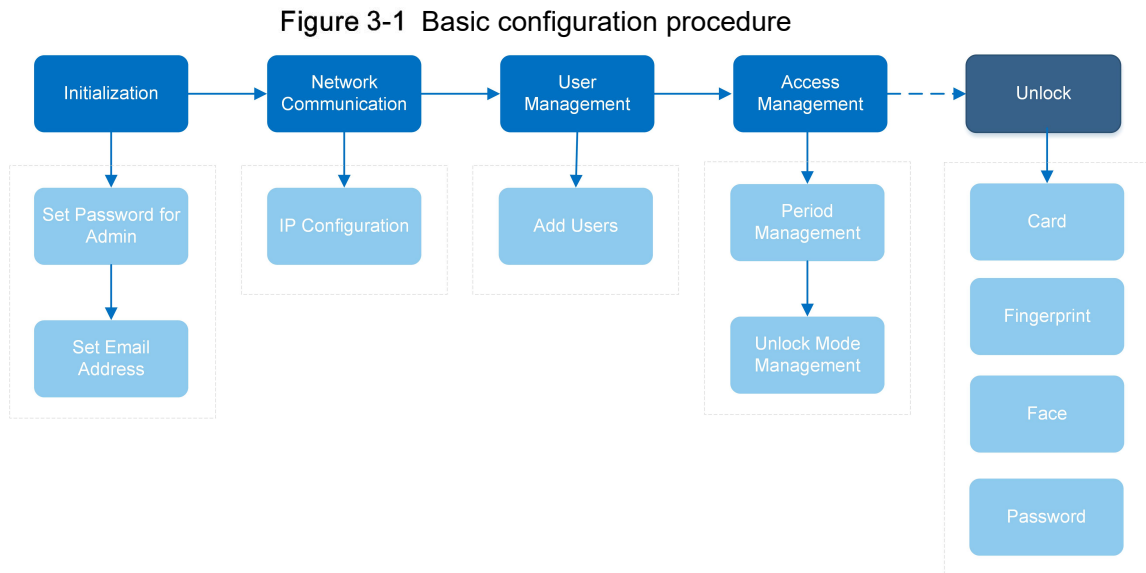 Figure 3-1 Basic configuration procedure
Initialization
Network
Communication
User
Management
Access
Management
Unlock
Set Password for
Admin
Set Email
Address
IP Configuration
Add Users
Period
Management
Unlock Mode
Management
Card
Fingerprint
Face
Password